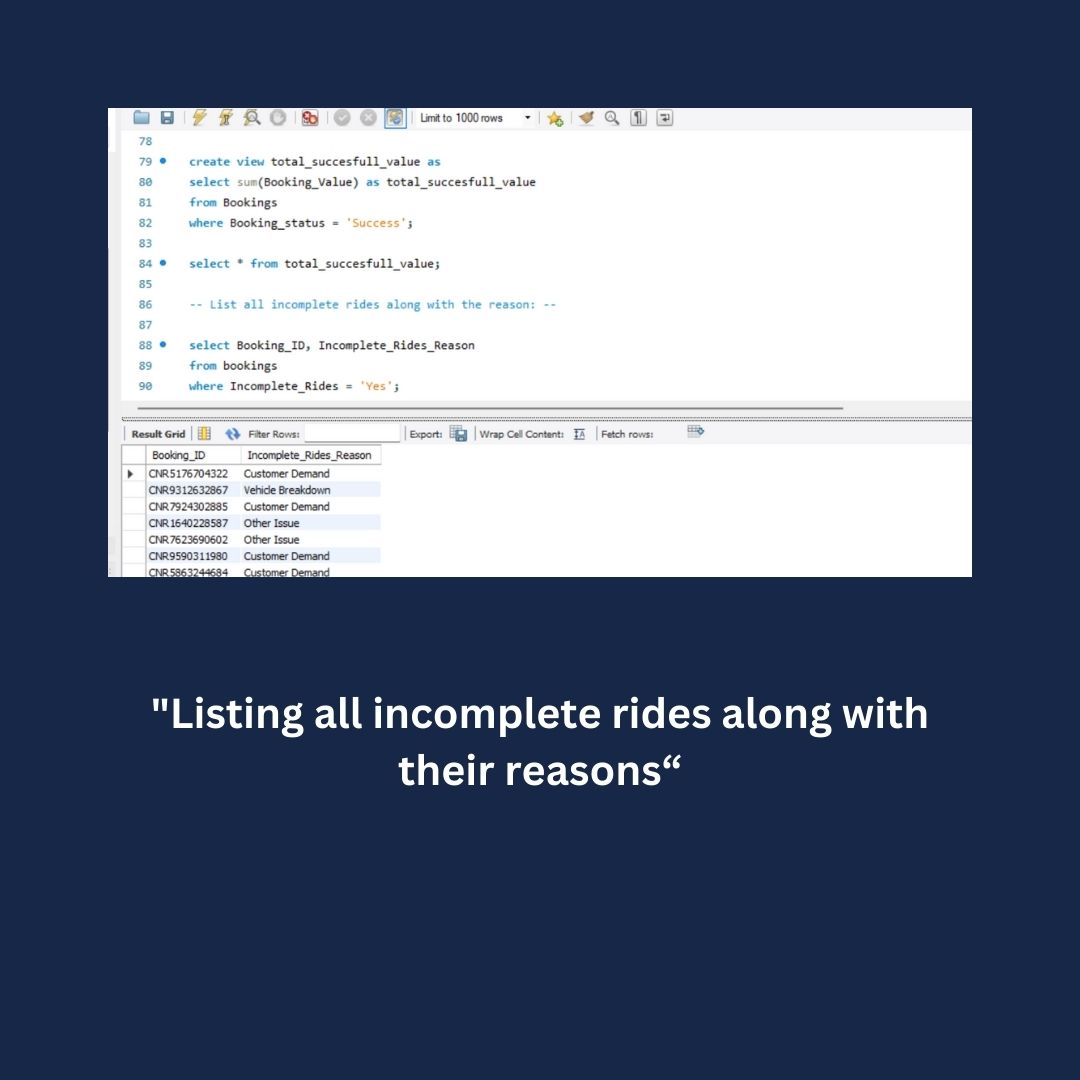 Limit to 1000 rows
78
79 create view total_succesfull_value as
80 select sum(Booking_Value) as total_succesfull_value
81 from Bookings
82 where Booking_status = 'Success';
83
84 select * from total_succesfull_value;
85
86 -- List all incomplete rides along with the reason: --
87
88 select Booking_ID, Incomplete_Rides_Reason
89 from bookings
90 where Incomplete_Rides = 'Yes';
Result Grid Filter Rows: Export: Wrap Cell Content: Fetch rows:
Booking_ID Incomplete_Rides_Reason
CNR5176704322 Customer Demand
CNR9312632867 Vehicle Breakdown
CNR7924302885 Customer Demand
CNR1640228587 Other Issue
CNR7623690602 Other Issue
CNR9590311980 Customer Demand
CNR5863244684 Customer Demand
"Listing all incomplete rides along with
their reasons“